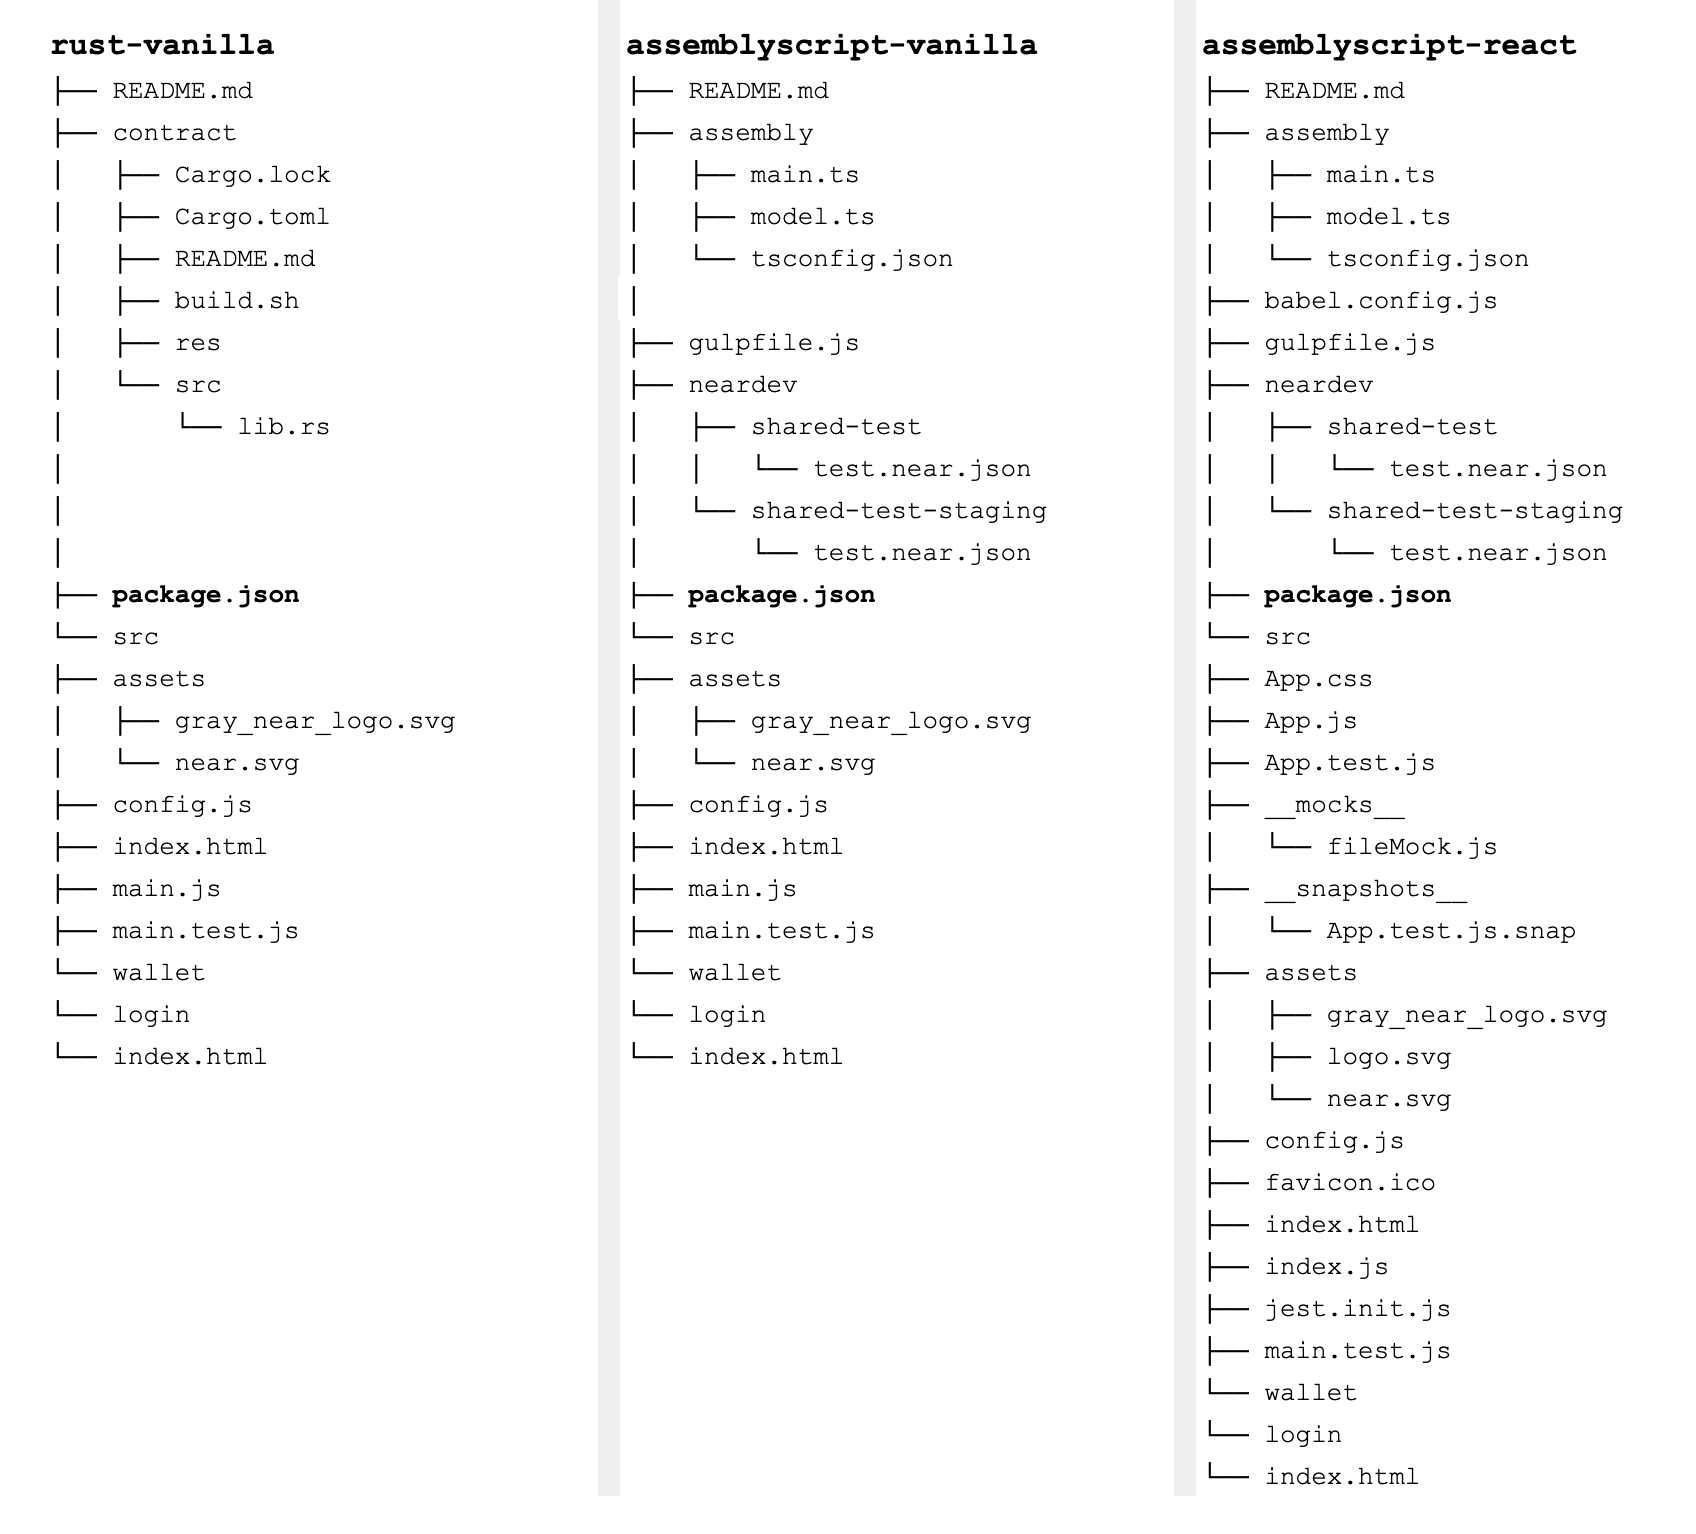 rust-vanilla
├── README.md
├── contract
│   ├── Cargo.lock
│   ├── Cargo.toml
│   ├── README.md
│   ├── build.sh
│   ├── res
│   └── src
│       └── lib.rs
│
│
│
├── package.json
└── src
├── assets
│   ├── gray_near_logo.svg
│   └── near.svg
├── config.js
├── index.html
├── main.js
├── main.test.js
└── wallet
└── login
└── index.html
assemblyscript-vanilla
├── README.md
├── assembly
│   ├── main.ts
│   ├── model.ts
│   └── tsconfig.json
│
├── gulpfile.js
├── neardev
│   ├── shared-test
│   │   └── test.near.json
│   └── shared-test-staging
│       └── test.near.json
├── package.json
└── src
├── assets
│   ├── gray_near_logo.svg
│   └── near.svg
├── config.js
├── index.html
├── main.js
├── main.test.js
└── wallet
└── login
└── index.html
assemblyscript-react
├── README.md
├── assembly
│   ├── main.ts
│   ├── model.ts
│   └── tsconfig.json
├── babel.config.js
├── gulpfile.js
├── neardev
│   ├── shared-test
│   │   └── test.near.json
│   └── shared-test-staging
│       └── test.near.json
├── package.json
└── src
├── App.css
├── App.js
├── App.test.js
├── __mocks__
│   └── fileMock.js
├── __snapshots__
│   └── App.test.js.snap
├── assets
│   ├── gray_near_logo.svg
│   ├── logo.svg
│   └── near.svg
├── config.js
├── favicon.ico
├── index.html
├── index.js
├── jest.init.js
├── main.test.js
└── wallet
└── login
└── index.html